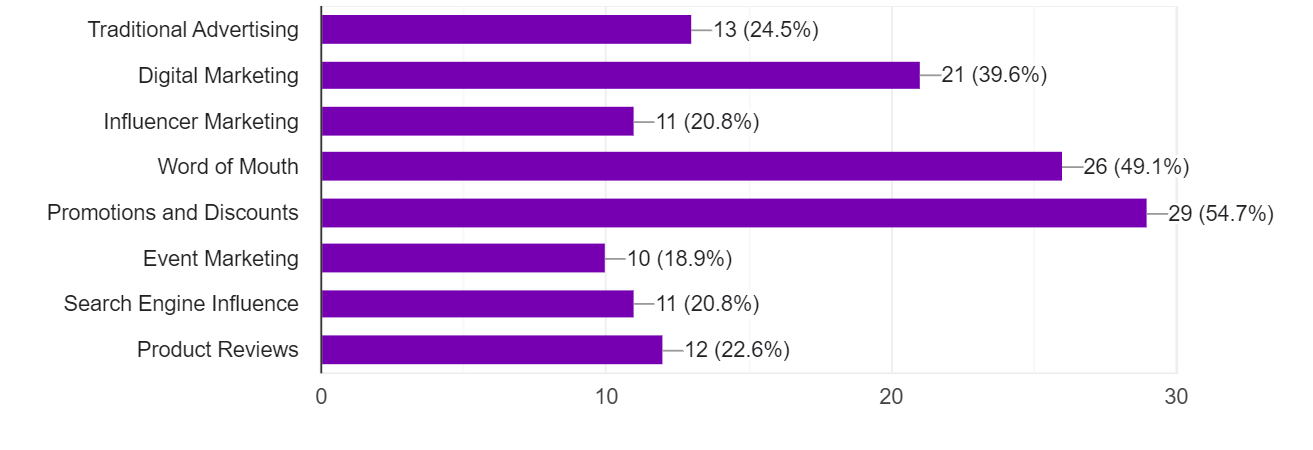 Traditional Advertising 13 (24.5%)
Digital Marketing 21 (39.6%)
Influencer Marketing 11 (20.8%)
Word of Mouth 26 (49.1%)
Promotions and Discounts 29 (54.7%)
Event Marketing 10 (18.9%)
Search Engine Influence 11 (20.8%)
Product Reviews 12 (22.6%)
0 10 20 30